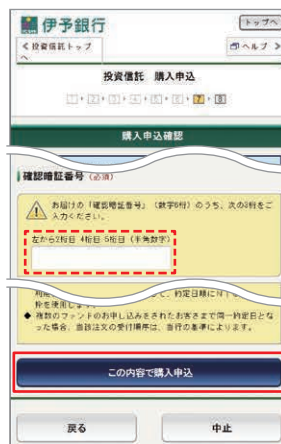 伊予銀行
トップへ
< 投資信託トップへ
ヘルプ >
投資信託 購入申込
1 2 3 4 5 6 7 8
購入申込確認
確認暗証番号 (必須)
お届けの「確認暗証番号」(数字6桁)のうち、次の3桁をご
入力ください。
左から2桁目 4桁目 5桁目 (半角数字)
枠を使用します。
◆ 複数のファンドのお申し込みをされたお客さまで同一約定日とな
った場合、当該注文の受付順序は、当行の基準によります。
この内容で購入申込
戻る
中止